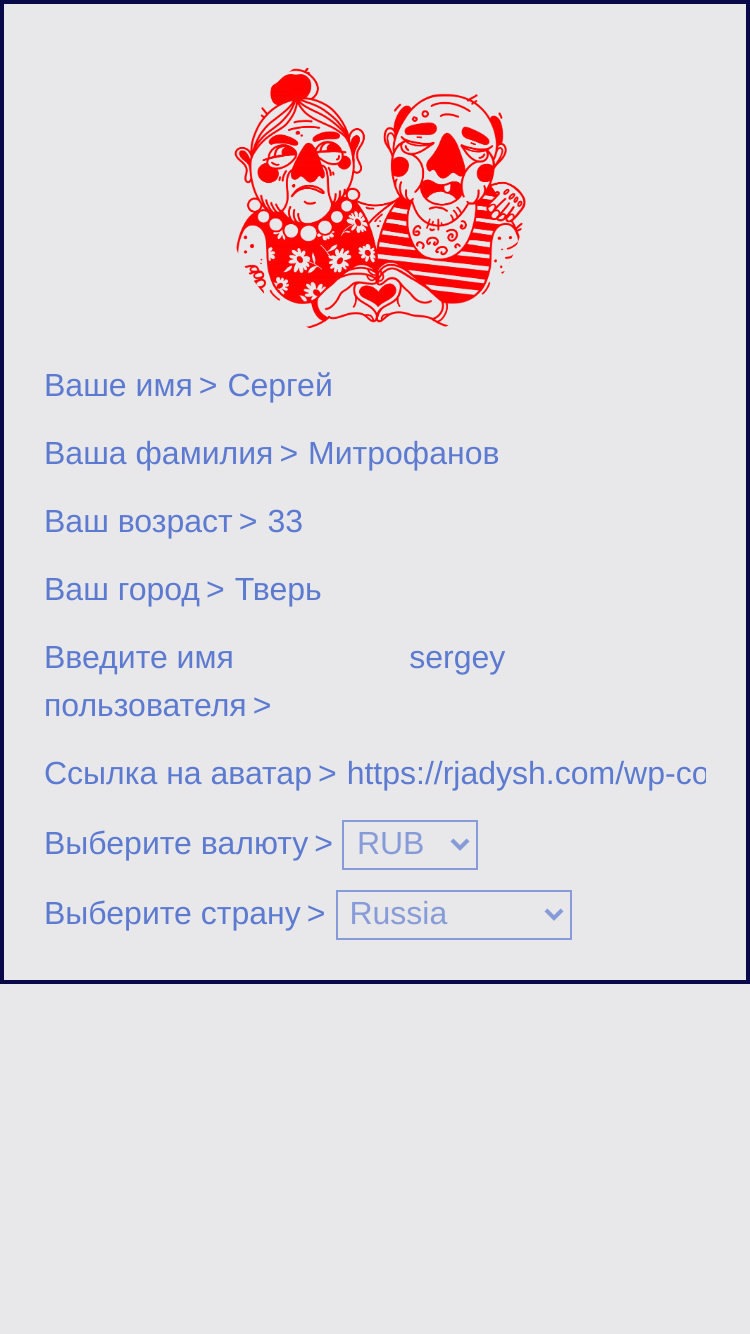 Ваше имя > Сергей
Ваша фамилия > Митрофанов
Ваш возраст > 33
Ваш город > Тверь
Введите имя sergey
пользователя >
Ссылка на аватар > https://rjadysh.com/wp-co
Выберите валюту > RUB
Выберите страну > Russia